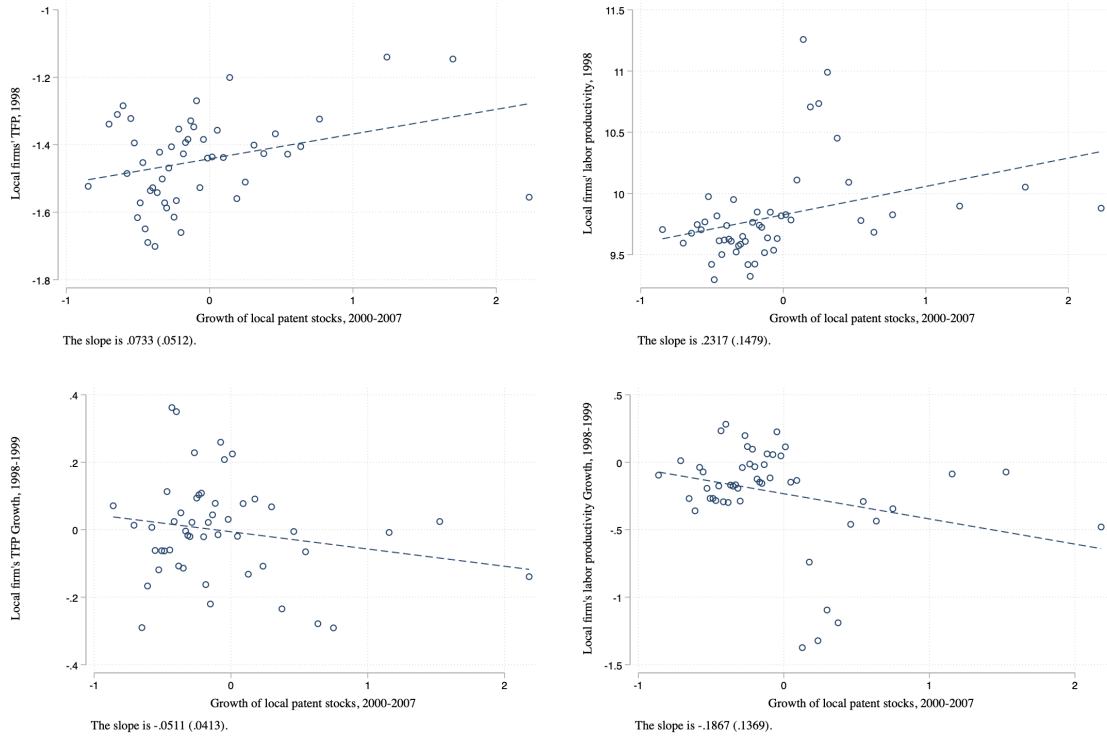 Local firms' TFP, 1998
-1
-1.2
-1.4
-1.6
-1.8
-1 0 1 2
Growth of local patent stocks, 2000-2007
The slope is .0733 (.0512).
Local firms' labor productivity, 1998
11.5
11
10.5
10
9.5
-1 0 1 2
Growth of local patent stocks, 2000-2007
The slope is .2317 (.1479).
Local firm's TFP Growth, 1998-1999
.4
.2
0
-.2
-.4
-1 0 1 2
Growth of local patent stocks, 2000-2007
The slope is -.0511 (.0413).
Local firm's labor productivity Growth, 1998-1999
.5
0
-.5
-1
-1.5
-1 0 1 2
Growth of local patent stocks, 2000-2007
The slope is -.1867 (.1369).